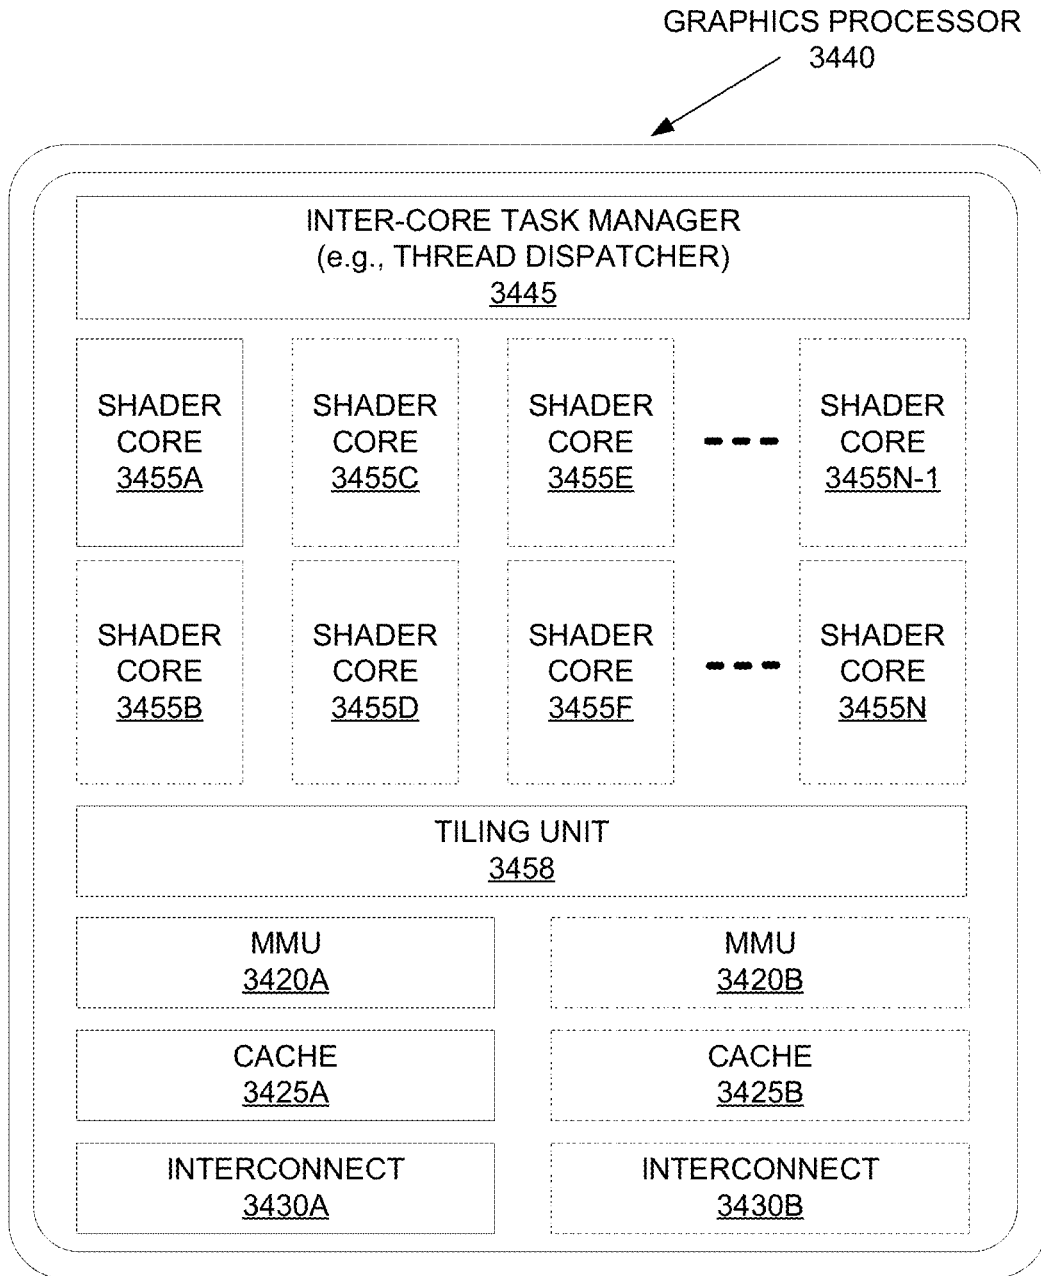 GRAPHICS PROCESSOR
3440
INTER-CORE TASK MANAGER
(e.g., THREAD DISPATCHER)
3445
SHADER
CORE
3455A
SHADER
CORE
3455C
SHADER
CORE
3455E
SHADER
CORE
3455N-1
SHADER
CORE
3455B
SHADER
CORE
3455D
SHADER
CORE
3455F
SHADER
CORE
3455N
TILING UNIT
3458
MMU
3420A
MMU
3420B
CACHE
3425A
CACHE
3425B
INTERCONNECT
3430A
INTERCONNECT
3430B